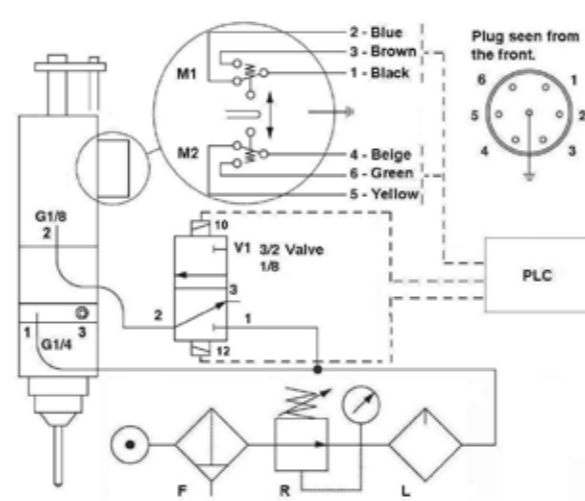 2 - Blue
3 - Brown
1 - Black
M1
M2
4 - Beige
6 - Green
5 - Yellow
Plug seen from
the front.
6
1
5
2
4
3
G1/8
2
10
V1 3/2 Valve
1/8
3
2
1
12
PLC
1
3
G1/4
F
R
L